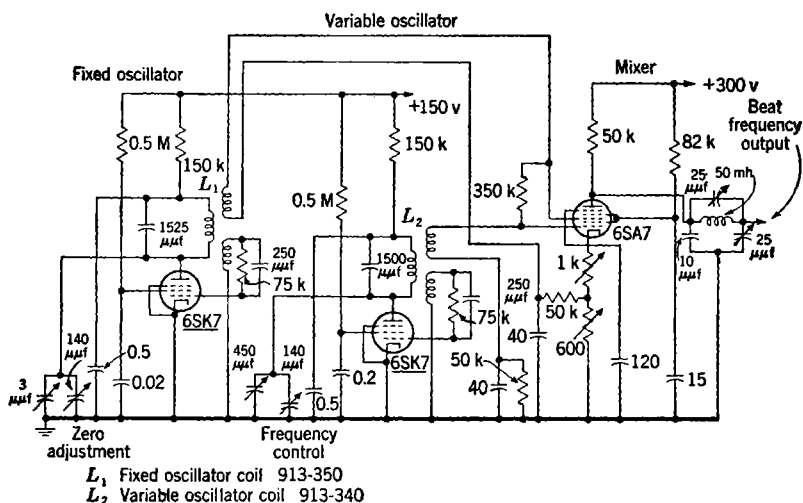 Variable oscillator
Fixed oscillator
Mixer
+300 v
+150 v
Beat
frequency
output
0.5 M
150 k
L₁
150 k
50 k
82 k
25
μμf
50 mh
0.5 M
L₂
350 k
1525
μμf
250
μμf
75 k
1500
μμf
6SA7
25
μμf
10
μμf
1 k
250
μμf
50 k
6SK7
75 k
140
μμf
450
μμf
140
μμf
6SK7
50 k
40
40
600
120
15
3
μμf
0.5
0.02
0.5
0.2
Zero
adjustment
Frequency
control
L₁ Fixed oscillator coil 913-350
L₂ Variable oscillator coil 913-340